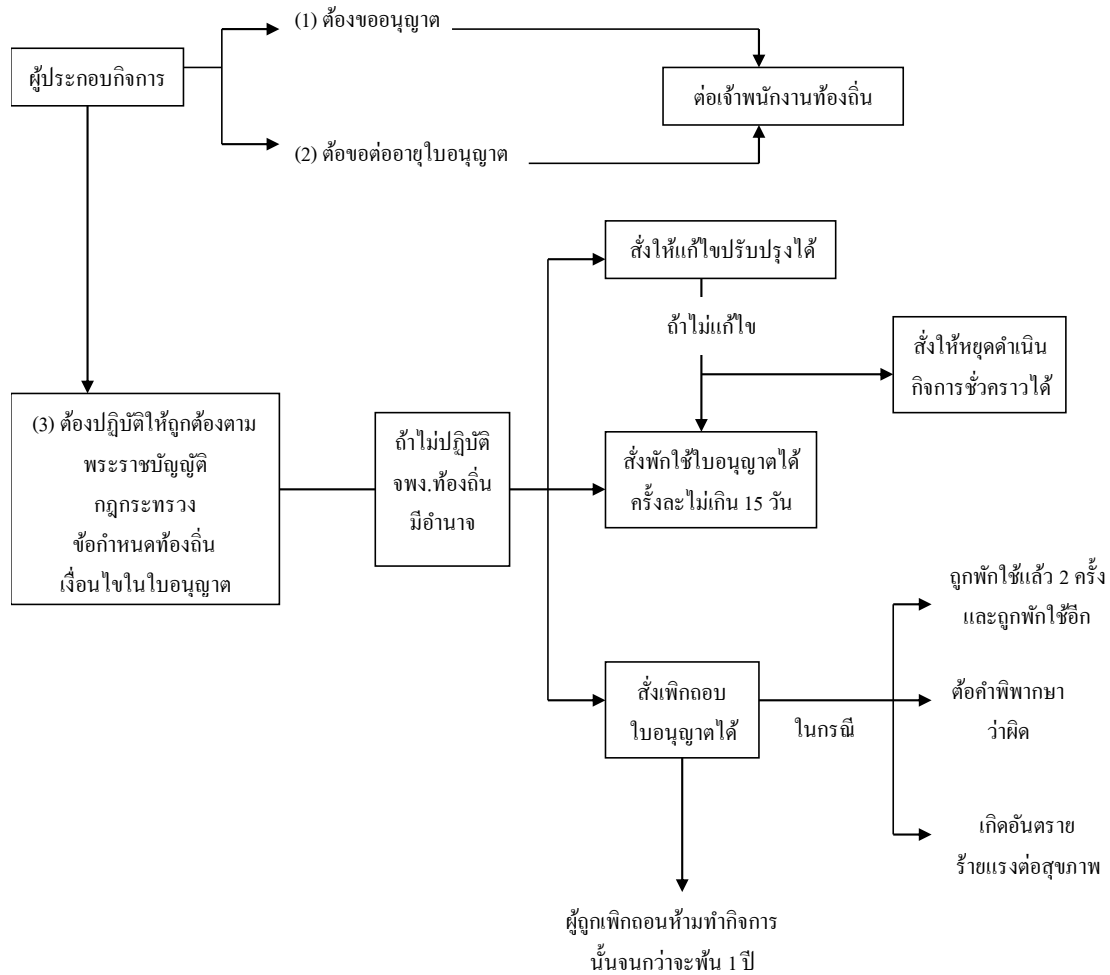 (1) ต้องขออนุญาต
ผู้ประกอบกิจการ
ต่อเจ้าพนักงานท้องถิ่น
(2) ต้อขอต่ออายุใบอนุญาต
สั่งให้แก้ไขปรับปรุงได้
ถ้าไม่แก้ไข
สั่งให้หยุดดำเนิน
กิจการชั่วคราวได้
(3) ต้องปฏิบัติให้ถูกต้องตาม
พระราชบัญญัติ
กฎกระทรวง
ข้อกำหนดท้องถิ่น
เงื่อนไขในใบอนุญาต
ถ้าไม่ปฏิบัติ
จพง.ท้องถิ่น
มีอำนาจ
สั่งพักใช้ใบอนุญาตได้
ครั้งละไม่เกิน 15 วัน
ถูกพักใช้แล้ว 2 ครั้ง
และถูกพักใช้อีก
สั่งเพิกถอบ
ใบอนุญาตได้
ในกรณี
ต้อคำพิพากษา
ว่าผิด
เกิดอันตราย
ร้ายแรงต่อสุขภาพ
ผู้ถูกเพิกถอนห้ามทำกิจการ
นั้นจนกว่าจะพ้น 1 ปี